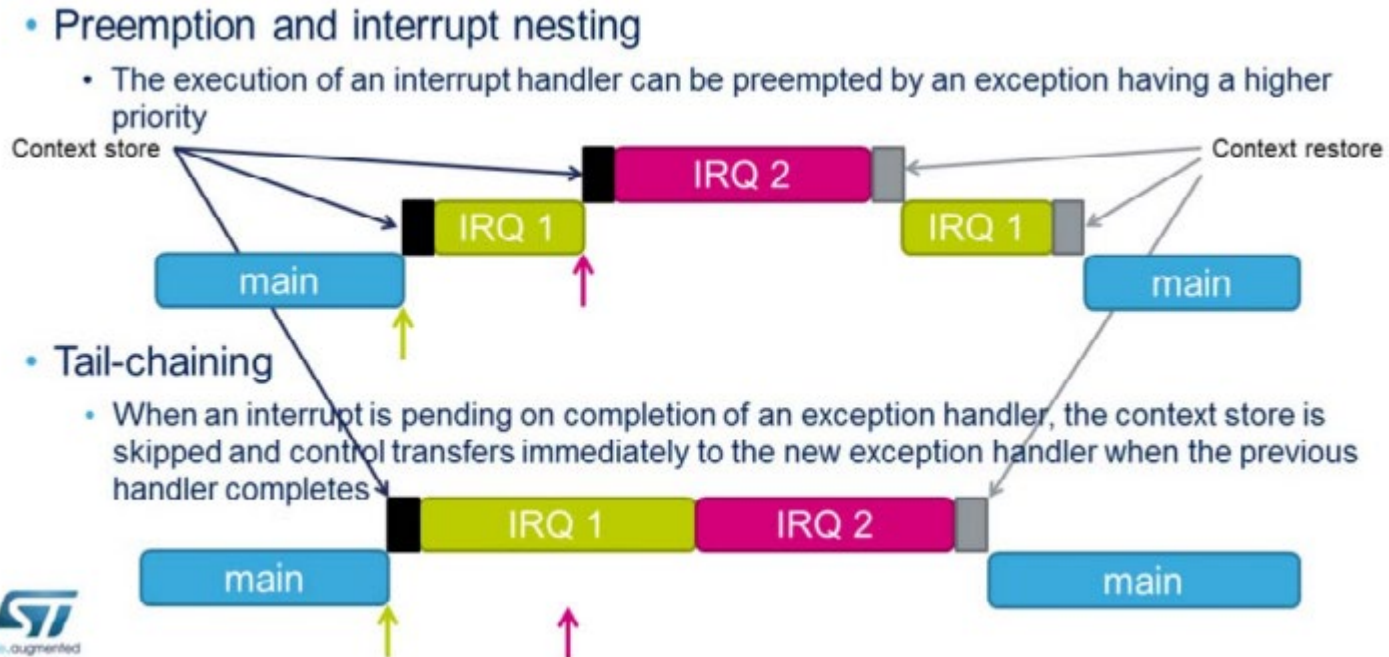 • Preemption and interrupt nesting
• The execution of an interrupt handler can be preempted by an exception having a higher
priority
Context store
Context restore
IRQ 2
IRQ 1
IRQ 1
main
main
• Tail-chaining
• When an interrupt is pending on completion of an exception handler, the context store is
skipped and control transfers immediately to the new exception handler when the previous
handler completes
IRQ 1
IRQ 2
main
main
ST
.augmented